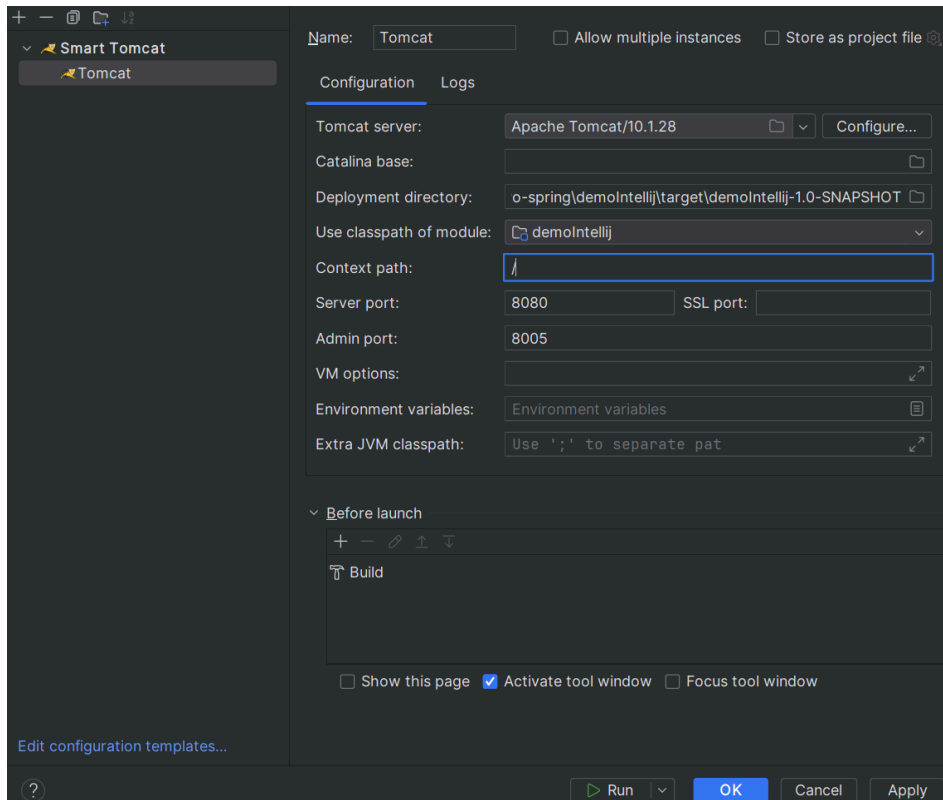 Smart Tomcat
Tomcat
Name: Tomcat Allow multiple instances Store as project file
Configuration Logs
Tomcat server: Apache Tomcat/10.1.28 Configure...
Catalina base:
Deployment directory: o-spring\demoIntellij\target\demoIntellij-1.0-SNAPSHOT
Use classpath of module: demoIntellij
Context path: /
Server port: 8080 SSL port:
Admin port: 8005
VM options:
Environment variables: Environment variables
Extra JVM classpath: Use ';' to separate pat
Before launch
Build
Show this page Activate tool window Focus tool window
Edit configuration templates...
? Run OK Cancel Apply